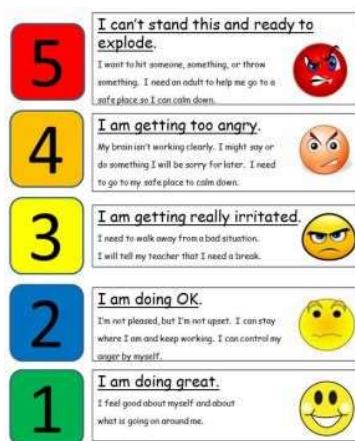 5
I can't stand this and ready to
explode.
I want to hit someone, something, or throw
something. I need an adult to help me go to a
safe place so I can calm down.
4
I am getting too angry.
My brain isn't working clearly. I might say or
do something I will be sorry for later. I need
to go to my safe place to calm down.
3
I am getting really irritated.
I need to walk away from a bad situation.
I will tell my teacher that I need a break.
2
I am doing OK.
I'm not pleased, but I'm not upset. I can stay
where I am and keep working. I can control my
anger by myself.
1
I am doing great.
I feel good about myself and about
what is going on around me.